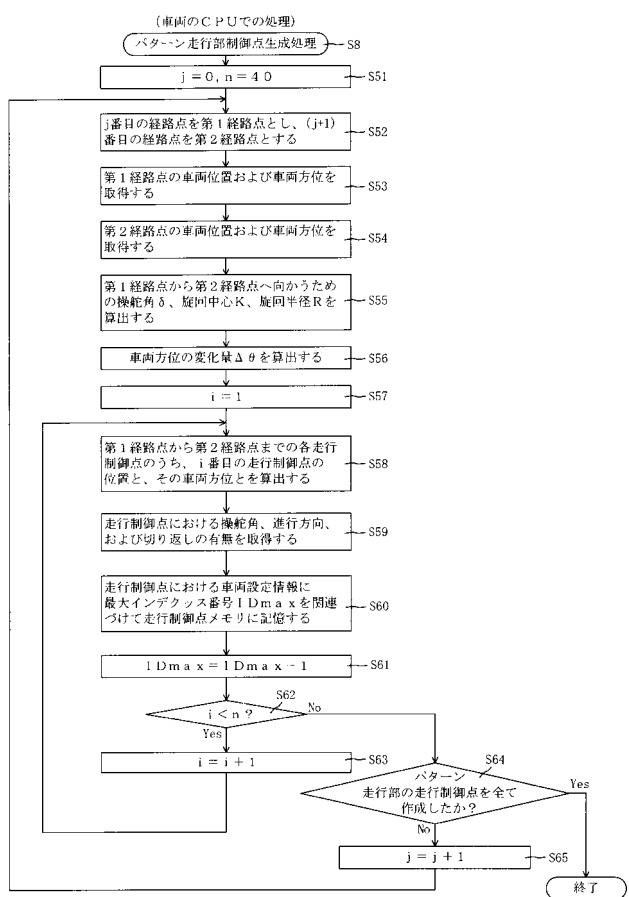 (車両のＣＰＵでの処理)
パターン走行部制御点生成処理
S8
ｊ＝０，ｎ＝４０
S51
j番目の経路点を第１経路点とし、(j+1)
番目の経路点を第２経路点とする
S52
第１経路点の車両位置および車両方位を
取得する
S53
第２経路点の車両位置および車両方位を
取得する
S54
第１経路点から第２経路点へ向かうため
の操舵角δ、旋回中心Ｋ、旋回半径Ｒを
算出する
S55
車両方位の変化量Δθを算出する
S56
ｉ＝１
S57
第１経路点から第２経路点までの各走行
制御点のうち、ｉ番目の走行制御点の
位置と、その車両方位とを算出する
S58
走行制御点における操舵角、進行方向、
および切り返しの有無を取得する
S59
走行制御点における車両設定情報に
最大インデックス番号ＩＤｍａｘを関連
づけて走行制御点メモリに記憶する
S60
ＩＤｍａｘ＝ＩＤｍａｘ－１
S61
S62
ｉ＜ｎ？
No
Yes
ｉ＝ｉ＋１
S63
S64
パターン
走行部の走行制御点を全て
作成したか？
Yes
No
ｊ＝ｊ＋１
S65
終了